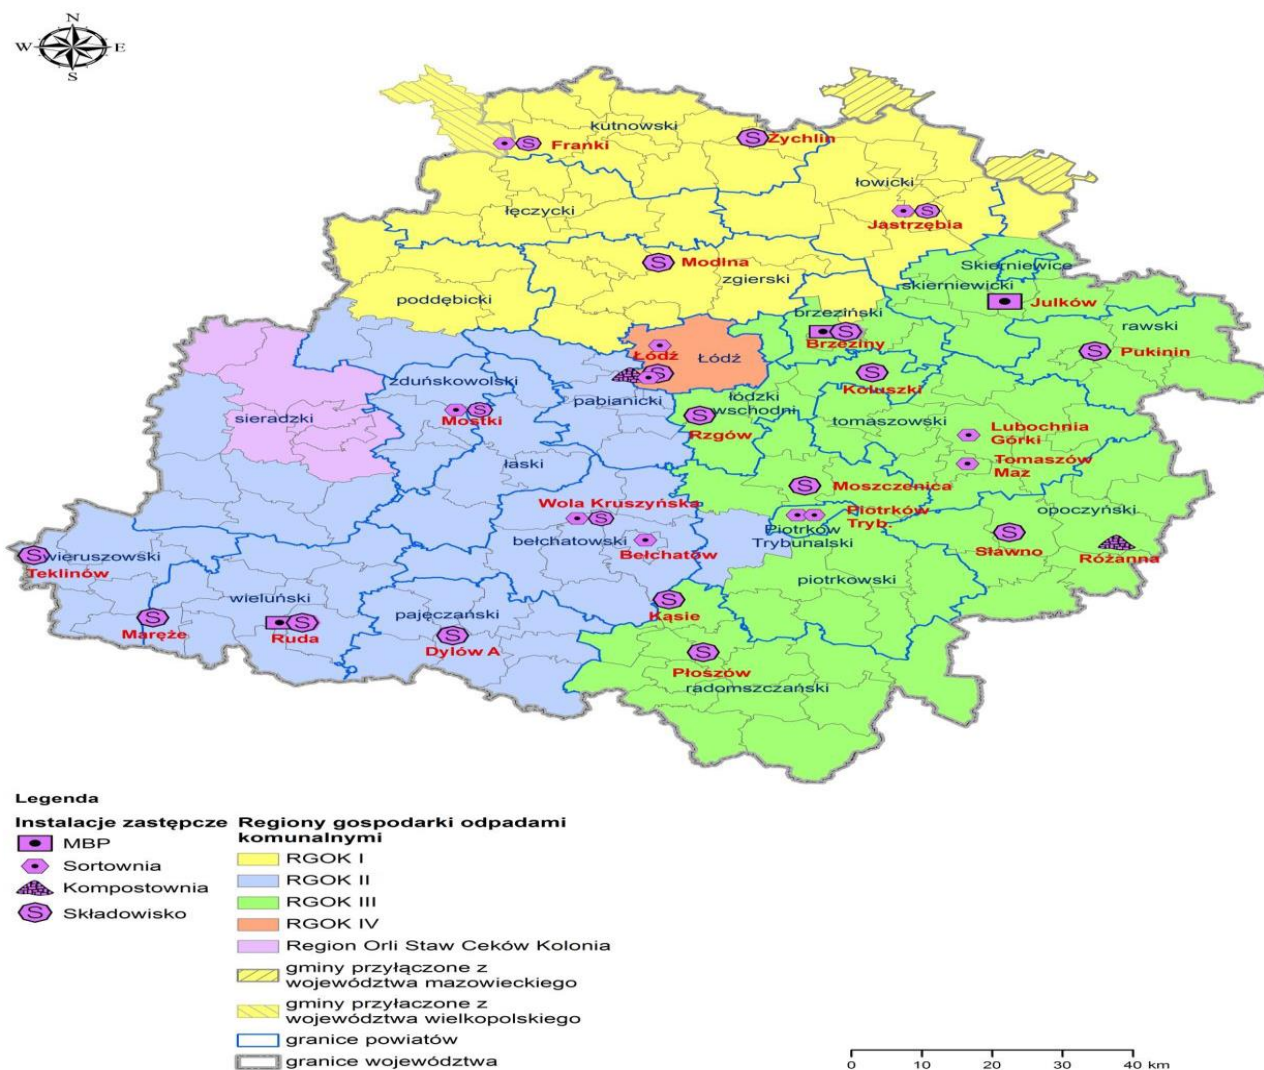 N
W E
S
kutnowski
Żychlin
Franki
łowicki
łęczycki
Jastrzębia
Modlna
zgierski
Skierniewice
skierniewicki
poddębicki
Julków
brzeziński
rawski
Brzeziny
Pukinin
Łódź
Łódź
Koluszki
zduńskowolski
pabianicki
łódzki
wschodni
sieradzki
Mostki
Rzgów
tomaszowski
Lubochnia
Górki
łaski
Tomaszów
Maz
Moszczenica
Wola Kruszyńska
Piotrków
Tryb.
bełchatowski
Piotrków
Trybunalski
opoczyński
Bełchatów
Sławno
Różanna
wieruszowski
Teklinów
piotrkowski
wieluński
pajęczański
Kąsie
Maręże
Ruda
Dylów A
Płoszów
radomszczański
Legenda
Instalacje zastępcze
MBP
Sortownia
Kompostownia
S Składowisko
Regiony gospodarki odpadami
komunalnymi
RGOK I
RGOK II
RGOK III
RGOK IV
Region Orli Staw Ceków Kolonia
gminy przyłączone z
województwa mazowieckiego
gminy przyłaczone z
województwa wielkopolskiego
granice powiatów
granice województwa
0 10 20 30 40 km